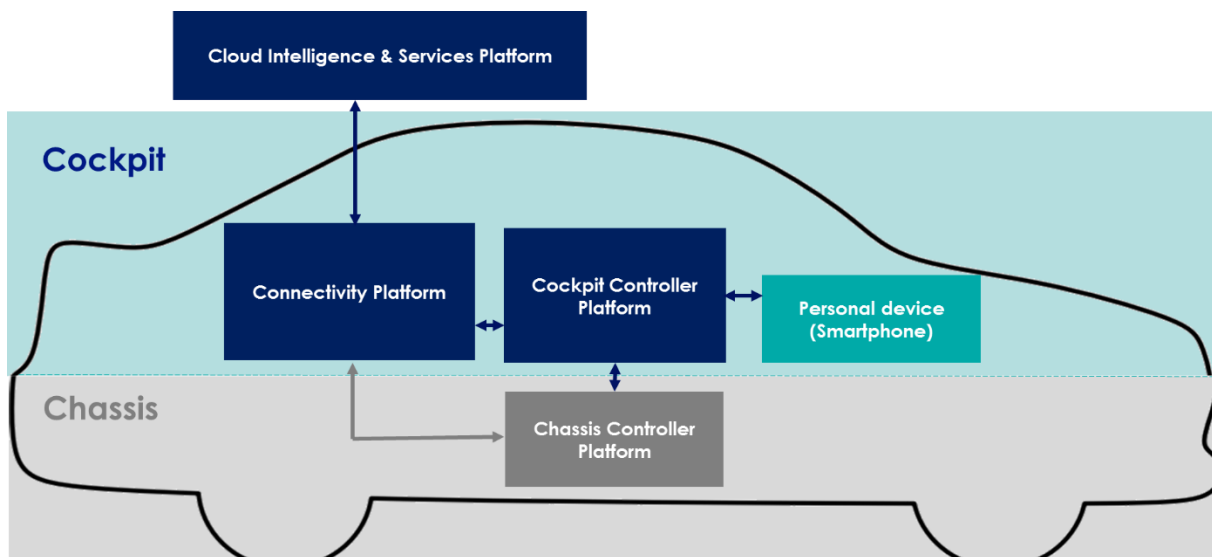 Cloud Intelligence & Services Platform
Cockpit
Connectivity Platform
Cockpit Controller
Platform
Personal device
(Smartphone)
Chassis
Chassis Controller
Platform